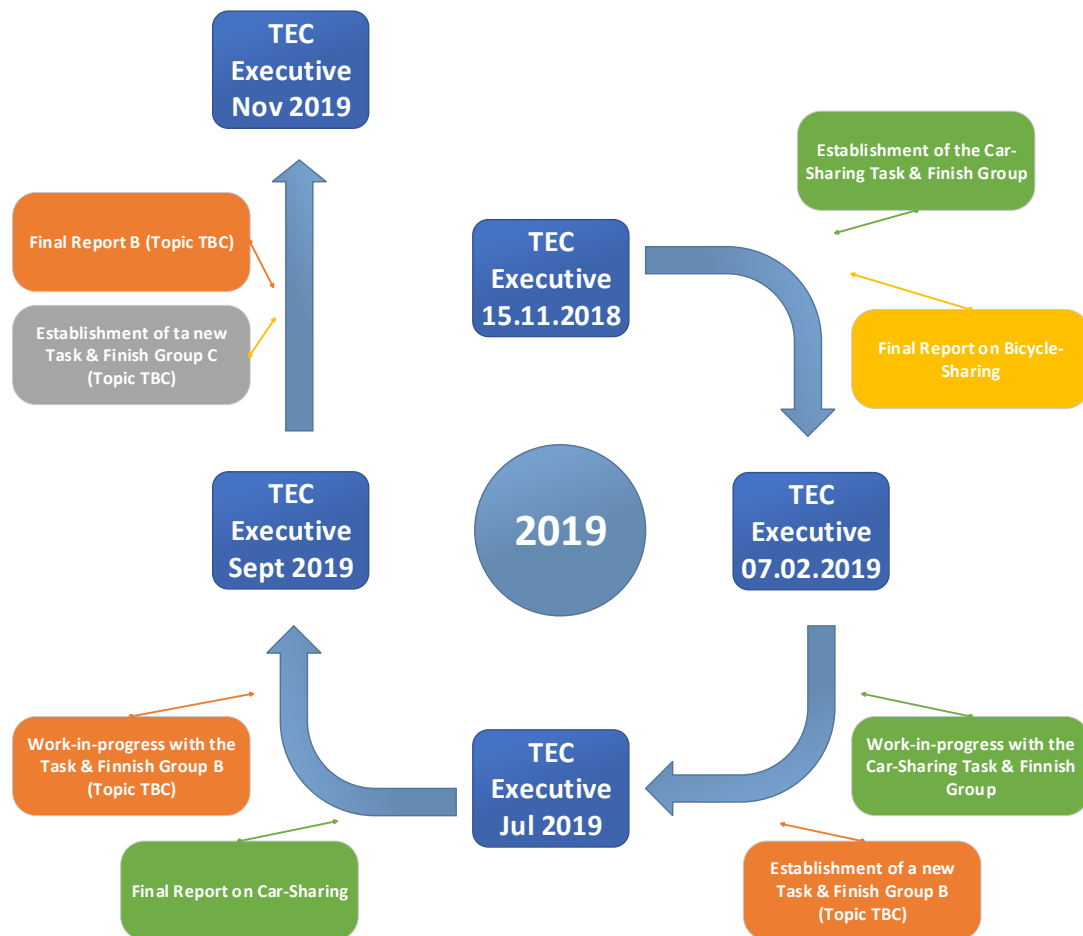 TEC
Executive
Nov 2019
Establishment of the Car-
Sharing Task & Finish Group
Final Report B (Topic TBC)
TEC
Executive
15.11.2018
Establishment of ta new
Task & Finish Group C
(Topic TBC)
Final Report on Bicycle-
Sharing
TEC
Executive
Sept 2019
2019
TEC
Executive
07.02.2019
Work-in-progress with the
Task & Finnish Group B
(Topic TBC)
TEC
Executive
Jul 2019
Work-in-progress with the
Car-Sharing Task & Finnish
Group
Final Report on Car-Sharing
Establishment of a new
Task & Finish Group B
(Topic TBC)